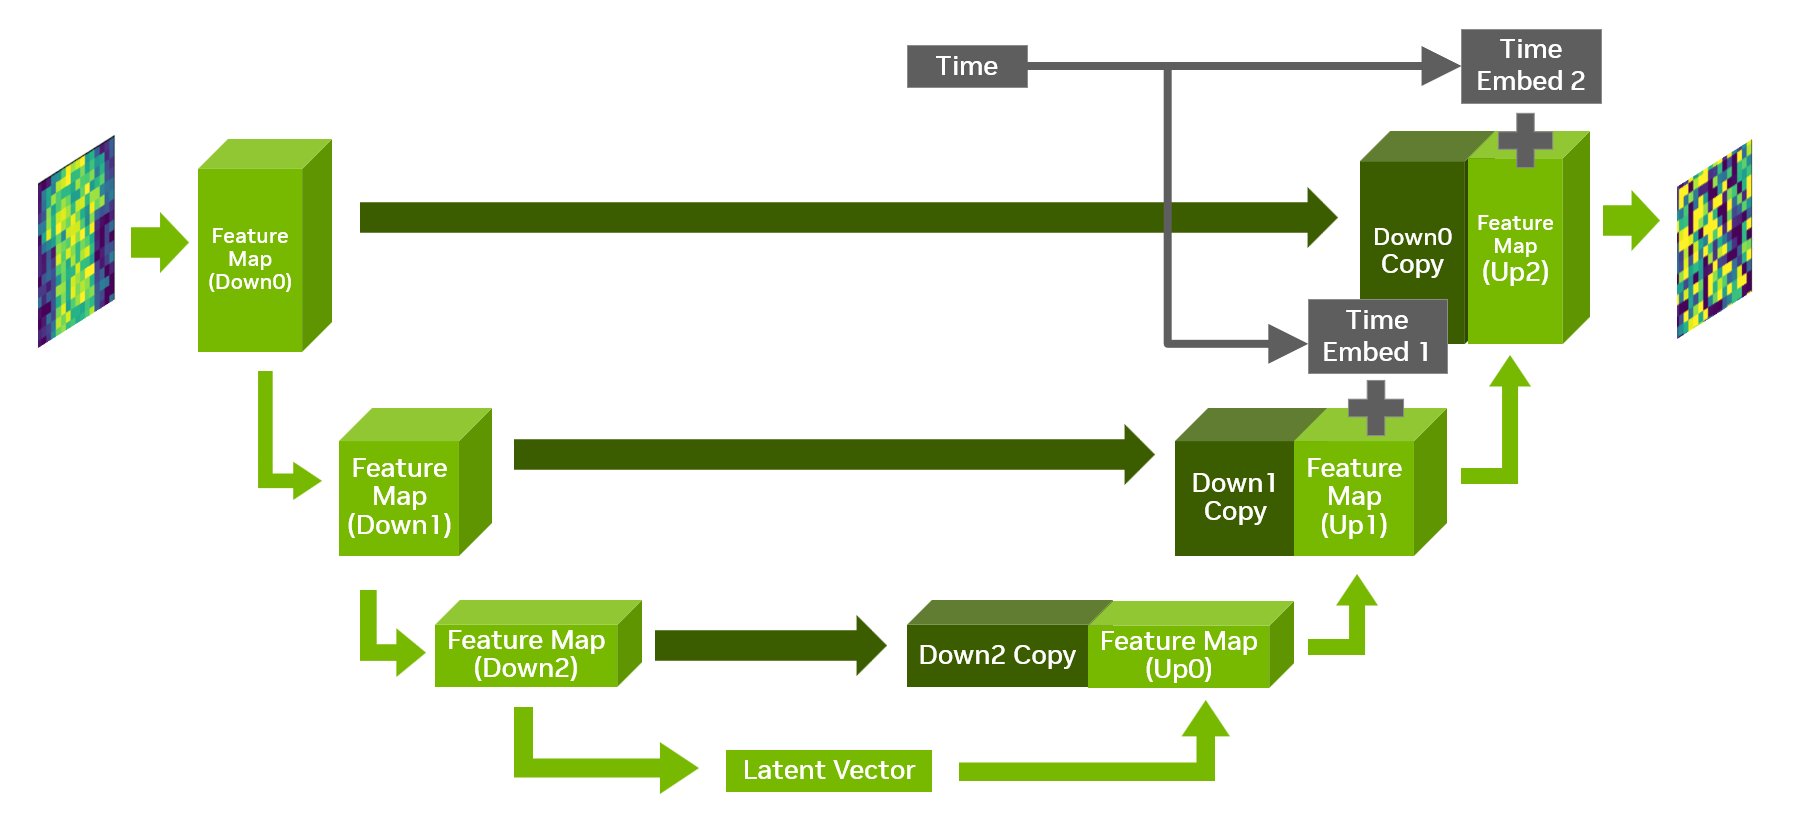 Time
Time
Embed 2
Feature
Map
(Down0)
Down0
Copy
Feature
Map
(Up2)
Time
Embed 1
Feature
Map
(Down1)
Down1
Copy
Feature
Map
(Up1)
Feature Map
(Down2)
Down2 Copy
Feature Map
(Up0)
Latent Vector